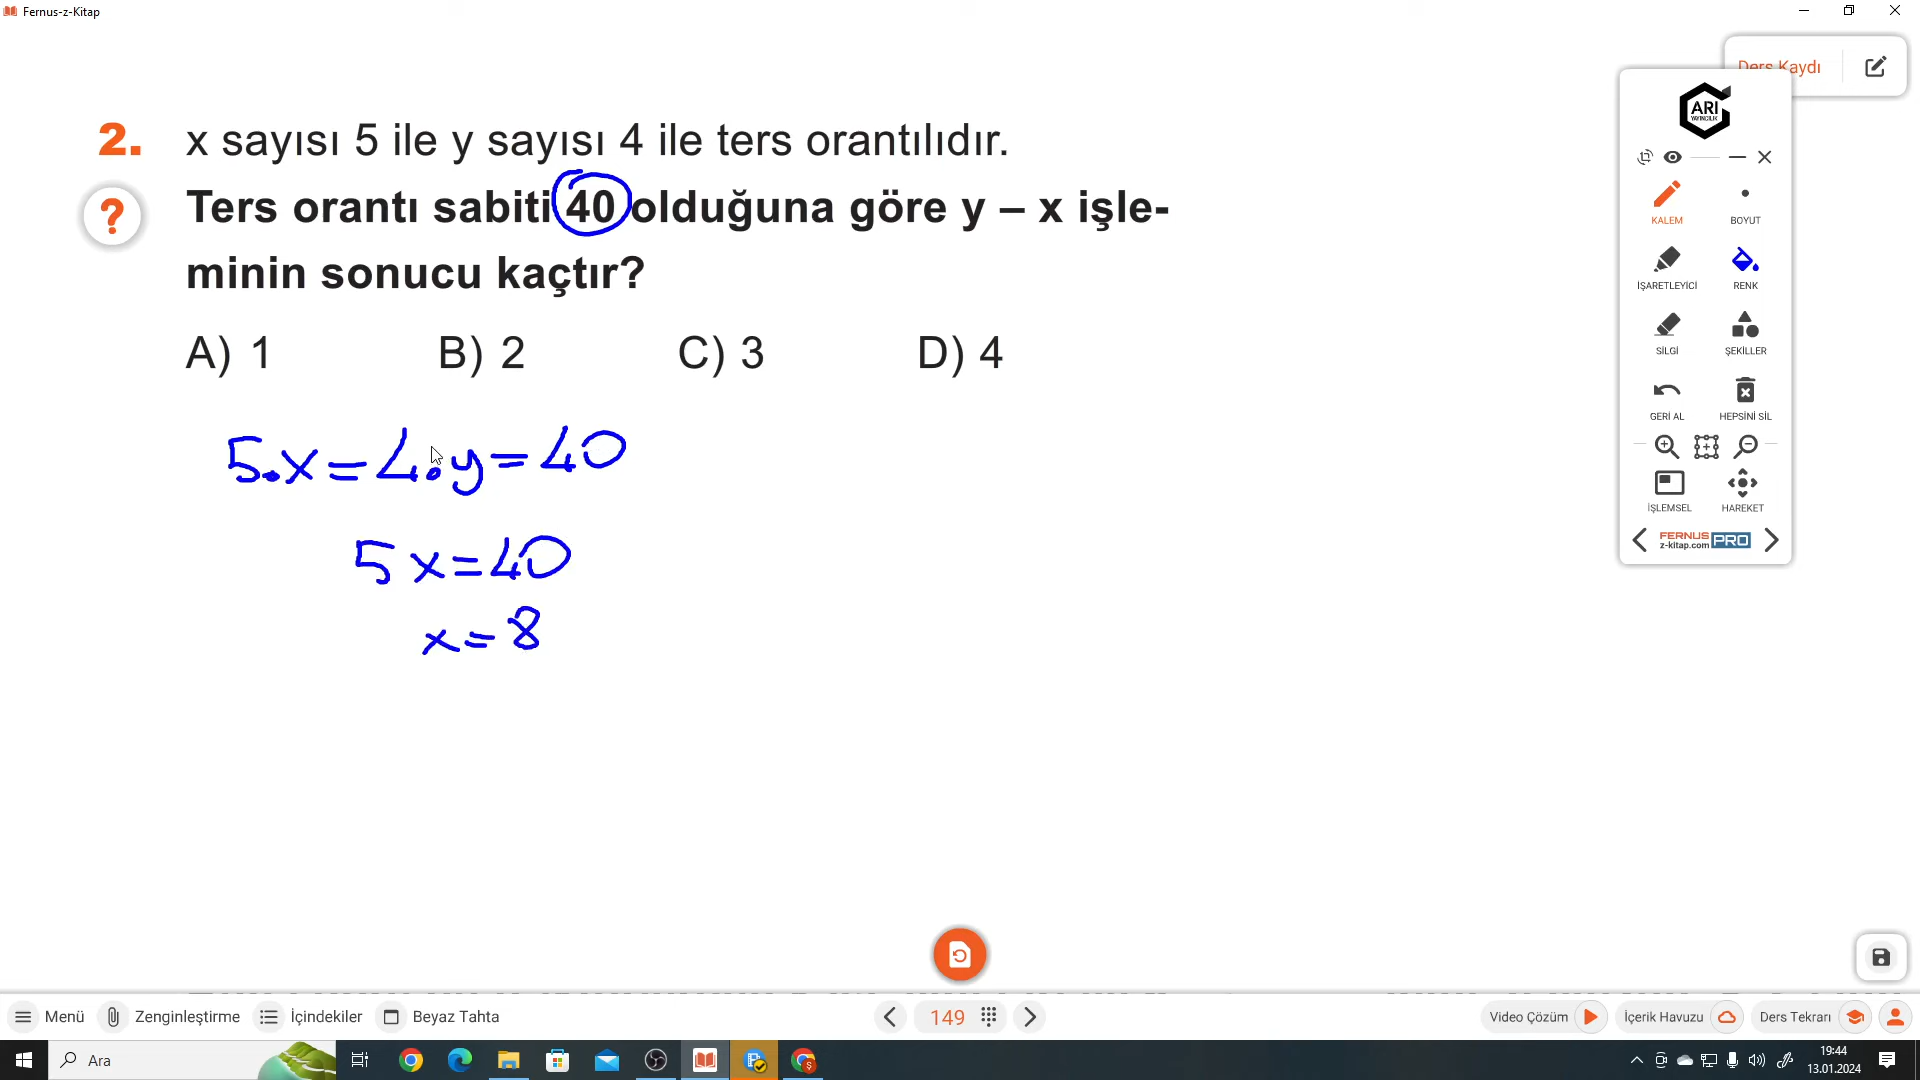 Fernus-z-Kitap
Ders Kaydı
ARI
YAYINCILIK
2. x sayısı 5 ile y sayısı 4 ile ters orantılıdır.
? Ters orantı sabiti 40 olduğuna göre y – x işle-
minin sonucu kaçtır?
A) 1 B) 2 C) 3 D) 4
5.x=4.y=40
5x=40
x=8
KALEM BOYUT
İŞARETLEYİCİ RENK
SİLGİ ŞEKİLLER
GERİ AL HEPSİNİ SİL
İŞLEMSEL HAREKET
FERNUS
z-kitap.com PRO
Menü Zenginleştirme İçindekiler Beyaz Tahta 149 Video Çözüm İçerik Havuzu Ders Tekrarı
Ara
19:44
13.01.2024